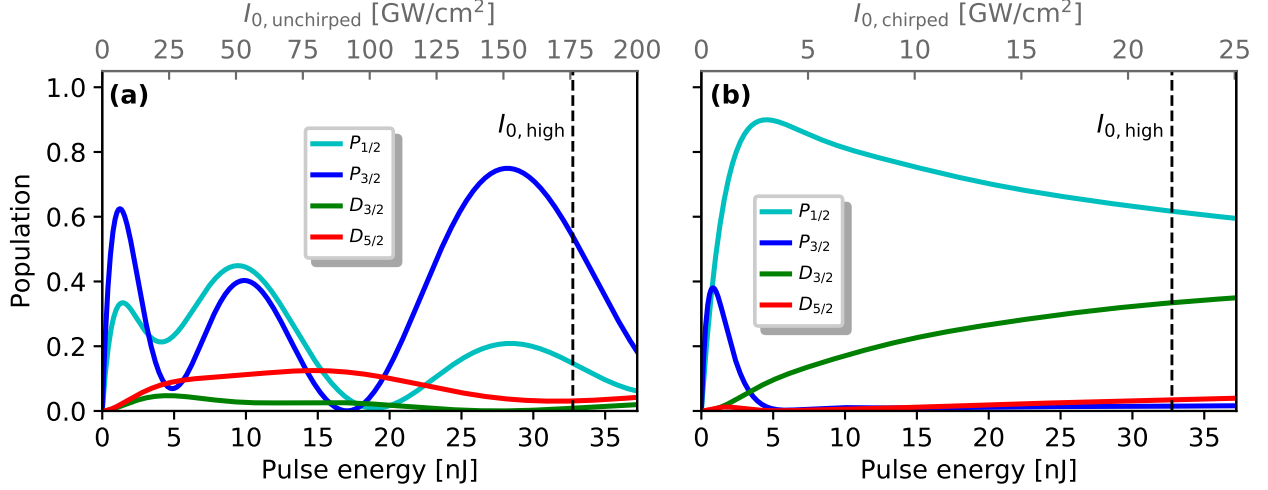 I0, unchirped [GW/cm2]
0 25 50 75 100 125 150 175 200
(a)
I0, high
P1/2
P3/2
D3/2
D5/2
Population
1.0
0.8
0.6
0.4
0.2
0.0
0 5 10 15 20 25 30 35
Pulse energy [nJ]
I0, chirped [GW/cm2]
0 5 10 15 20 25
(b)
I0, high
P1/2
P3/2
D3/2
D5/2
0 5 10 15 20 25 30 35
Pulse energy [nJ]